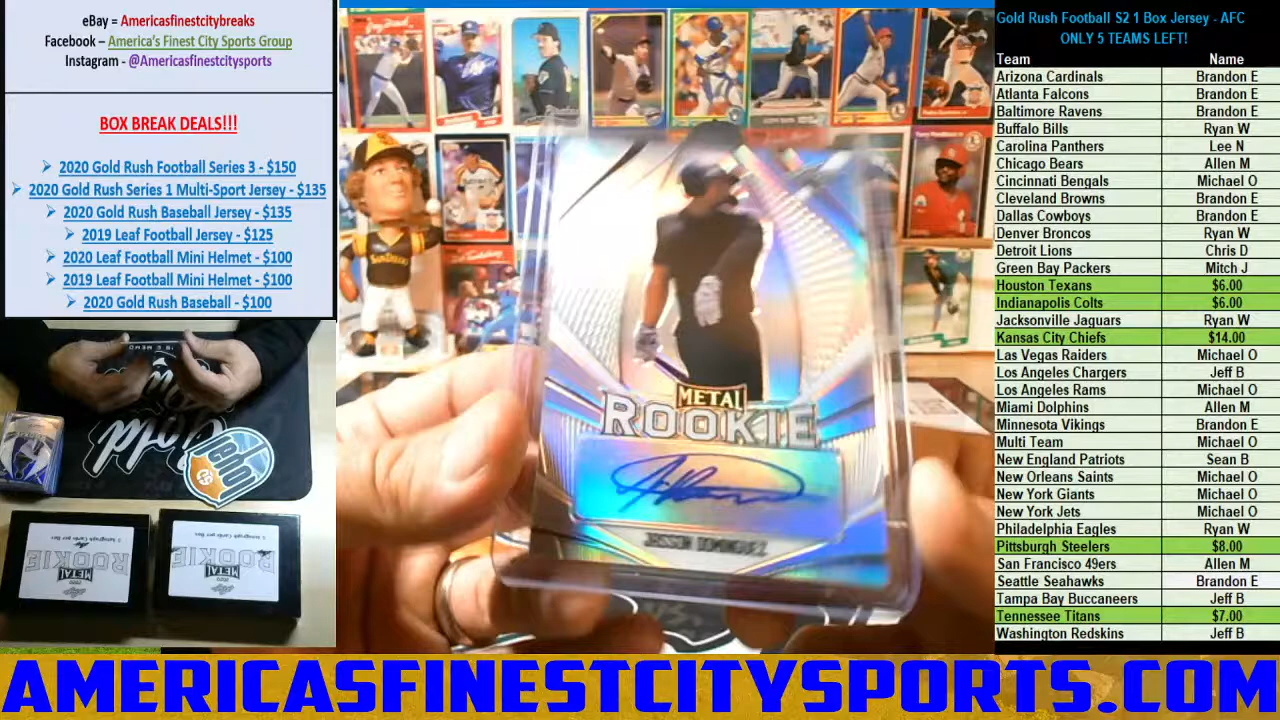 eBay = Americasfinestcitybreaks
Facebook – America's Finest City Sports Group
Instagram - @Americasfinestcitysports
BOX BREAK DEALS!!!
2020 Gold Rush Football Series 3 - $150
2020 Gold Rush Series 1 Multi-Sport Jersey - $135
2020 Gold Rush Baseball Jersey - $135
2019 Leaf Football Jersey - $125
2020 Leaf Football Mini Helmet - $100
2019 Leaf Football Mini Helmet - $100
2020 Gold Rush Baseball - $100
METAL
ROOKIE
ROOKIE
METAL
ROOKIE
METAL
Gold
SAN DIEGO
Gold Rush Football S2 1 Box Jersey - AFC
ONLY 5 TEAMS LEFT!
Team Name
Arizona Cardinals Brandon E
Atlanta Falcons Brandon E
Baltimore Ravens Brandon E
Buffalo Bills Ryan W
Carolina Panthers Lee N
Chicago Bears Allen M
Cincinnati Bengals Michael O
Cleveland Browns Brandon E
Dallas Cowboys Brandon E
Denver Broncos Ryan W
Detroit Lions Chris D
Green Bay Packers Mitch J
Houston Texans $6.00
Indianapolis Colts $6.00
Jacksonville Jaguars Ryan W
Kansas City Chiefs $14.00
Las Vegas Raiders Michael O
Los Angeles Chargers Jeff B
Los Angeles Rams Michael O
Miami Dolphins Allen M
Minnesota Vikings Brandon E
Multi Team Michael O
New England Patriots Sean B
New Orleans Saints Michael O
New York Giants Michael O
New York Jets Michael O
Philadelphia Eagles Ryan W
Pittsburgh Steelers $8.00
San Francisco 49ers Allen M
Seattle Seahawks Brandon E
Tampa Bay Buccaneers Jeff B
Tennessee Titans $7.00
Washington Redskins Jeff B
AMERICASFINESTCITYSPORTS.COM